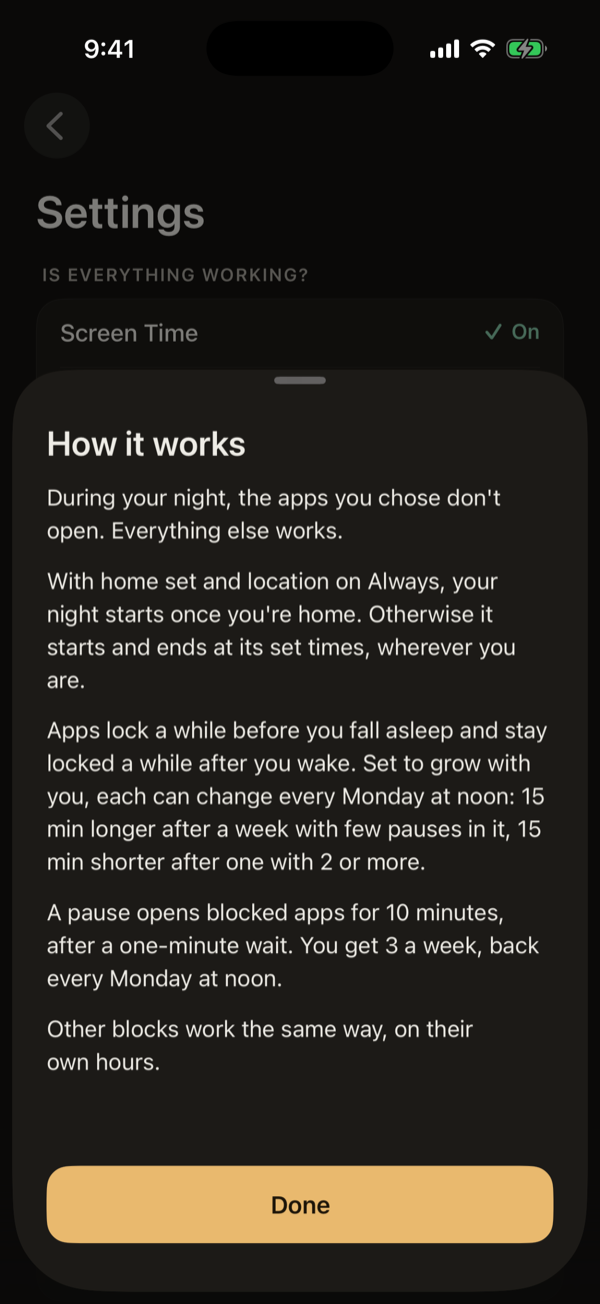 9:41
Settings
IS EVERYTHING WORKING?
Screen Time
On
How it works
During your night, the apps you chose don't
open. Everything else works.
With home set and location on Always, your
night starts once you're home. Otherwise it
starts and ends at its set times, wherever you
are.
Apps lock a while before you fall asleep and stay
locked a while after you wake. Set to grow with
you, each can change every Monday at noon: 15
min longer after a week with few pauses in it, 15
min shorter after one with 2 or more.
A pause opens blocked apps for 10 minutes,
after a one-minute wait. You get 3 a week, back
every Monday at noon.
Other blocks work the same way, on their
own hours.
Done